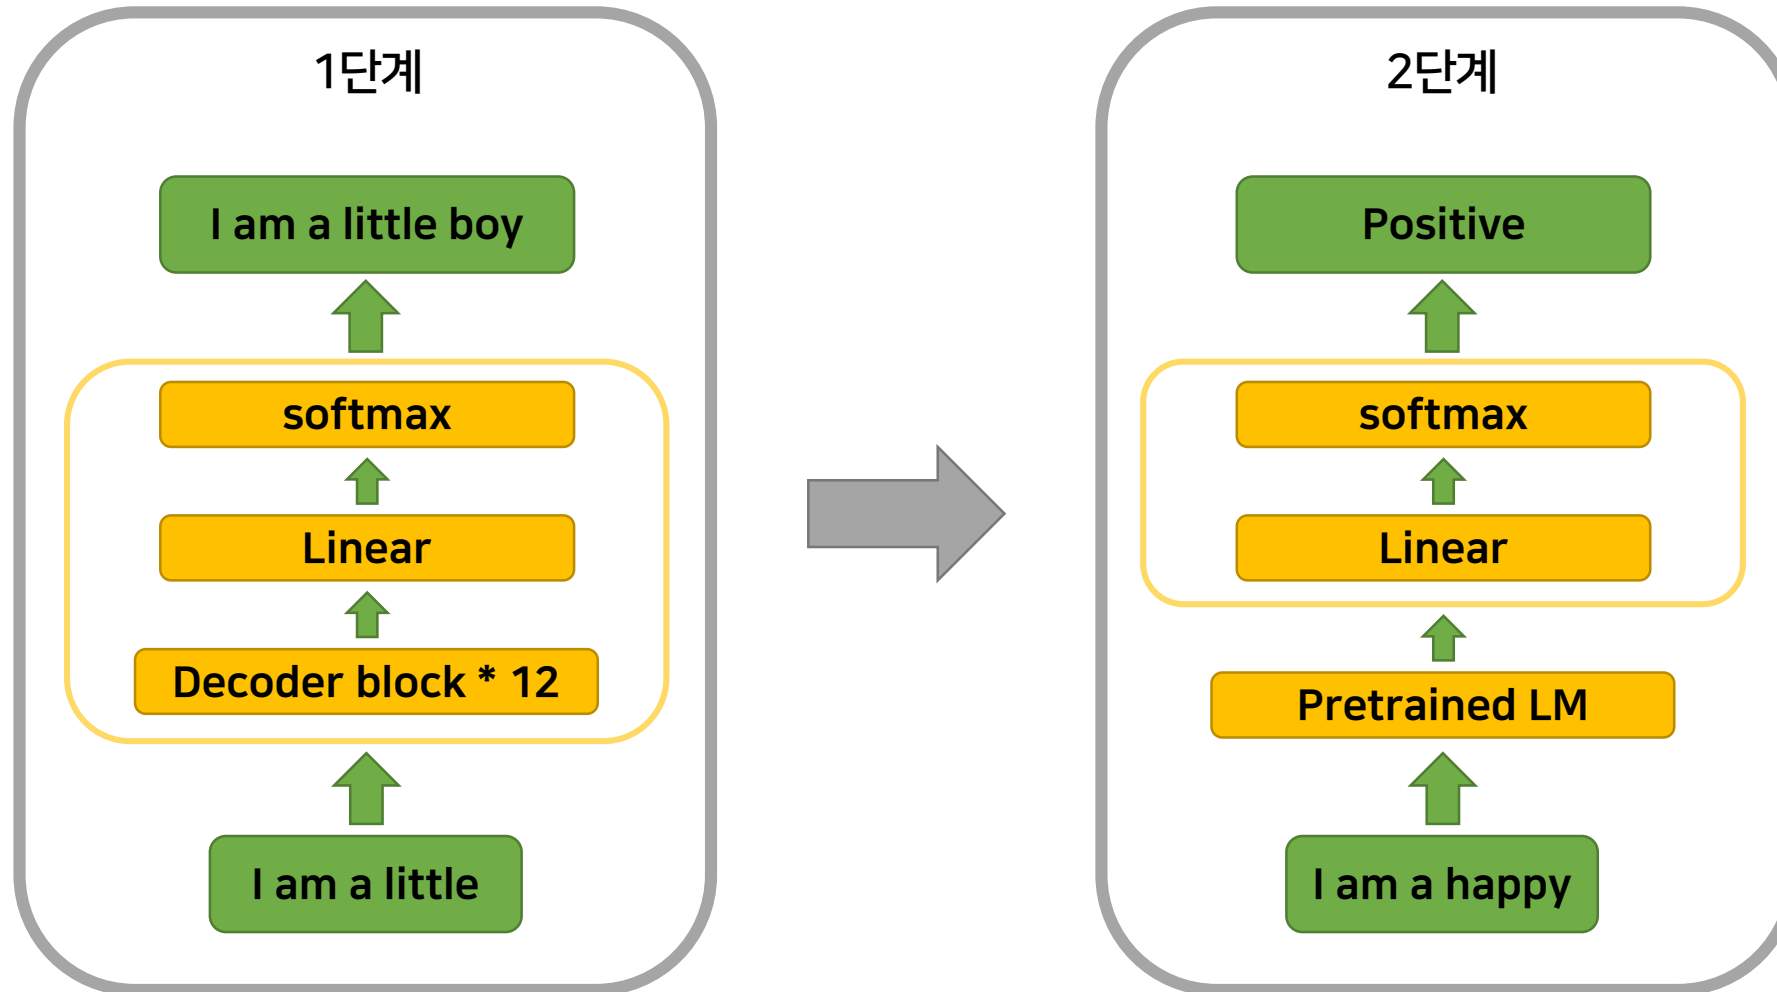 1단계
I am a little boy
softmax
Linear
Decoder block * 12
I am a little
2단계
Positive
softmax
Linear
Pretrained LM
I am a happy